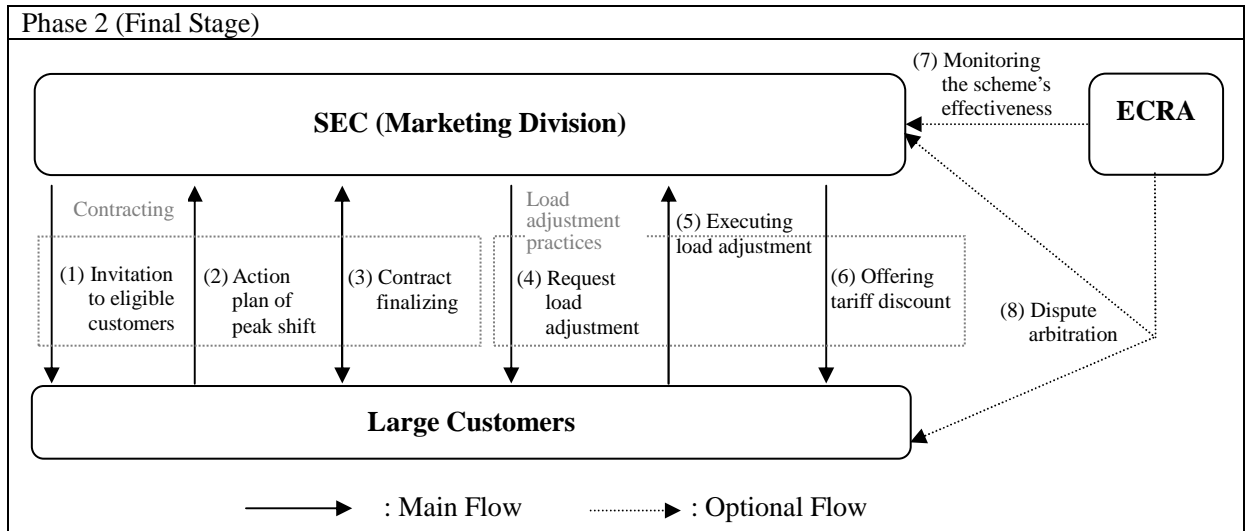 Phase 2 (Final Stage)
SEC (Marketing Division)
(7) Monitoring
the scheme's
effectiveness
ECRA
Contracting
(1) Invitation
to eligible
customers
(2) Action
plan of
peak shift
(3) Contract
finalizing
Load
adjustment
practices
(4) Request
load
adjustment
(5) Executing
load adjustment
(6) Offering
tariff discount
(8) Dispute
arbitration
Large Customers
: Main Flow
: Optional Flow